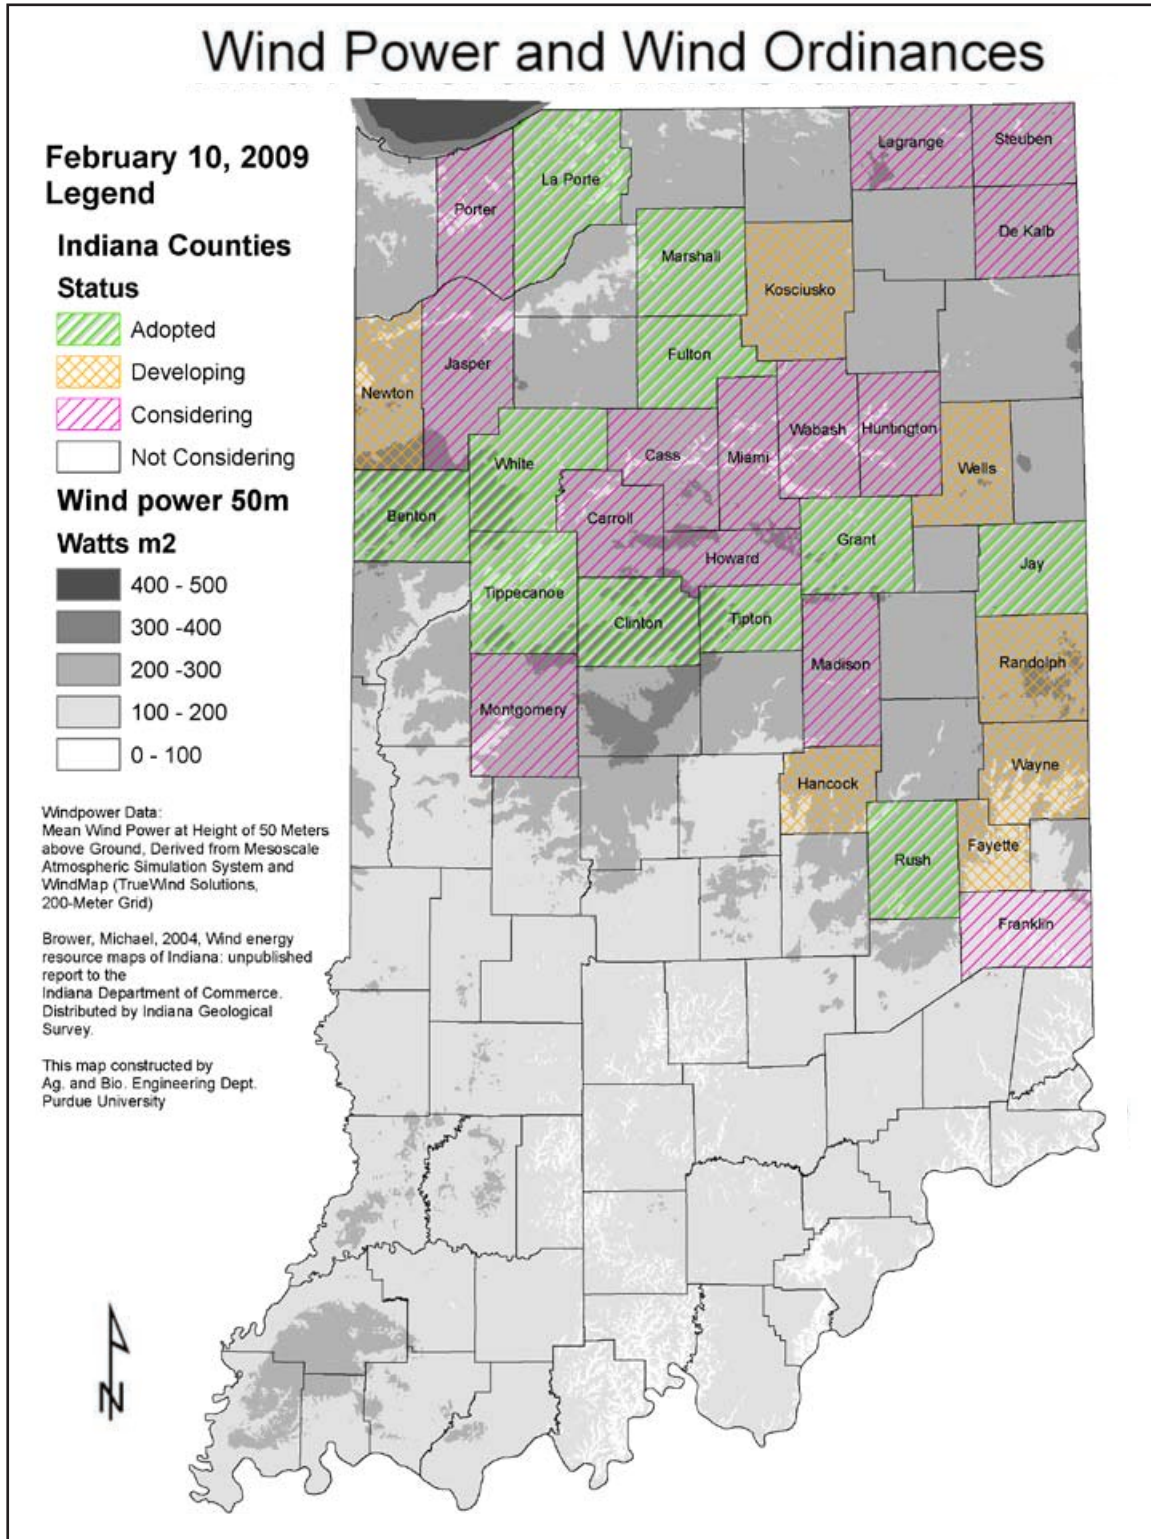 Wind Power and Wind Ordinances
February 10, 2009
Legend
Indiana Counties
Status
Adopted
Developing
Considering
Not Considering
Wind power 50m
Watts m2
400 - 500
300 -400
200 -300
100 - 200
0 - 100
Windpower Data:
Mean Wind Power at Height of 50 Meters
above Ground, Derived from Mesoscale
Atmospheric Simulation System and
WindMap (TrueWind Solutions,
200-Meter Grid)
Brower, Michael, 2004, Wind energy
resource maps of Indiana: unpublished
report to the
Indiana Department of Commerce.
Distributed by Indiana Geological
Survey.
This map constructed by
Ag. and Bio. Engineering Dept.
Purdue University
N
Lagrange
Steuben
La Porte
Porter
De Kalb
Marshall
Kosciusko
Fulton
Jasper
Newton
Wabash
Huntington
Cass
Miami
White
Wells
Benton
Carroll
Grant
Howard
Jay
Tippecanoe
Clinton
Tipton
Madison
Randolph
Montgomery
Wayne
Hancock
Fayette
Rush
Franklin